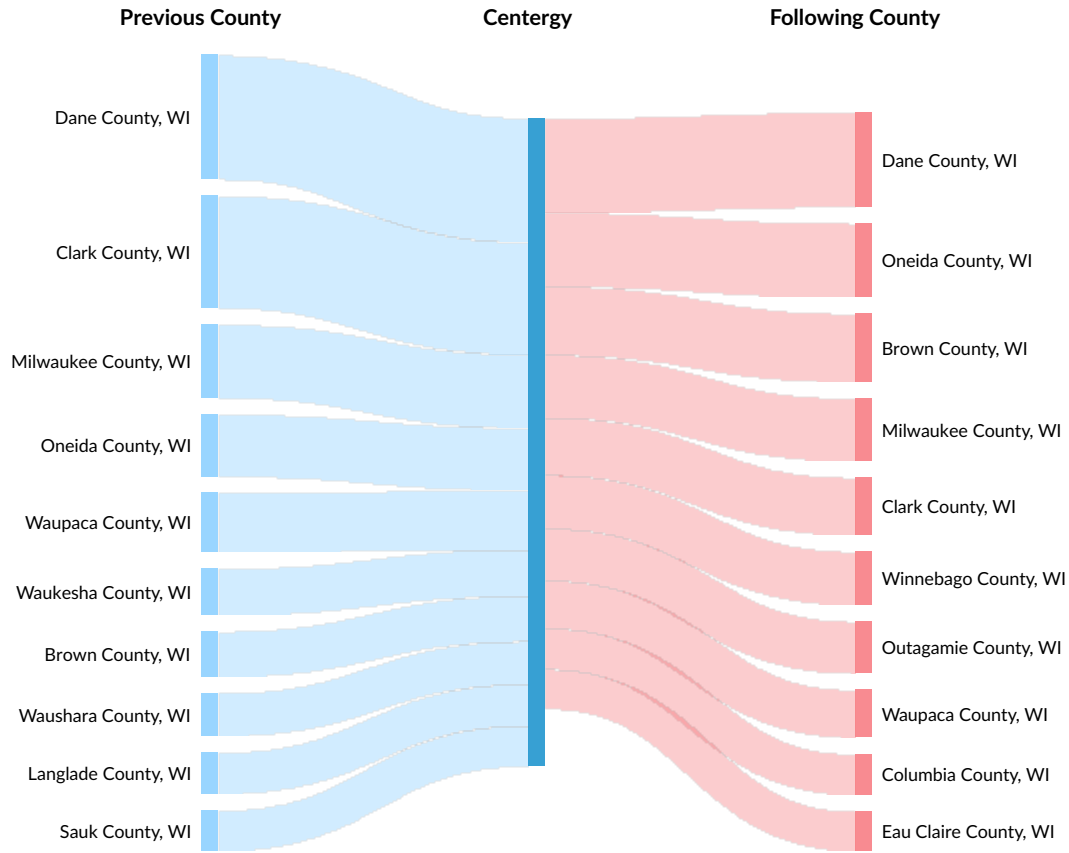 Previous County
Centergy
Following County
Dane County, WI
Clark County, WI
Milwaukee County, WI
Oneida County, WI
Waupaca County, WI
Waukesha County, WI
Brown County, WI
Waushara County, WI
Langlade County, WI
Sauk County, WI
Dane County, WI
Oneida County, WI
Brown County, WI
Milwaukee County, WI
Clark County, WI
Winnebago County, WI
Outagamie County, WI
Waupaca County, WI
Columbia County, WI
Eau Claire County, WI